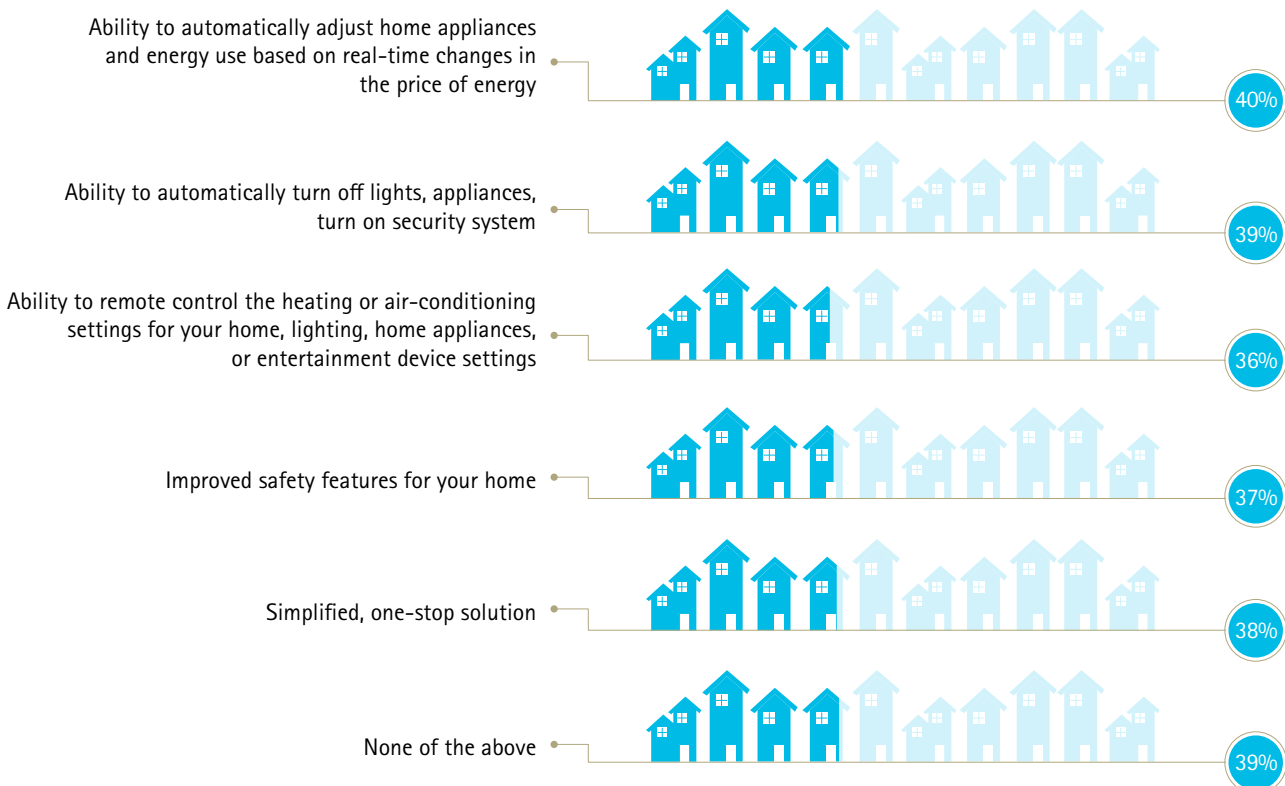 Ability to automatically adjust home appliances
and energy use based on real-time changes in
the price of energy
40%
Ability to automatically turn off lights, appliances,
turn on security system
39%
Ability to remote control the heating or air-conditioning
settings for your home, lighting, home appliances,
or entertainment device settings
36%
Improved safety features for your home
37%
Simplified, one-stop solution
38%
None of the above
39%